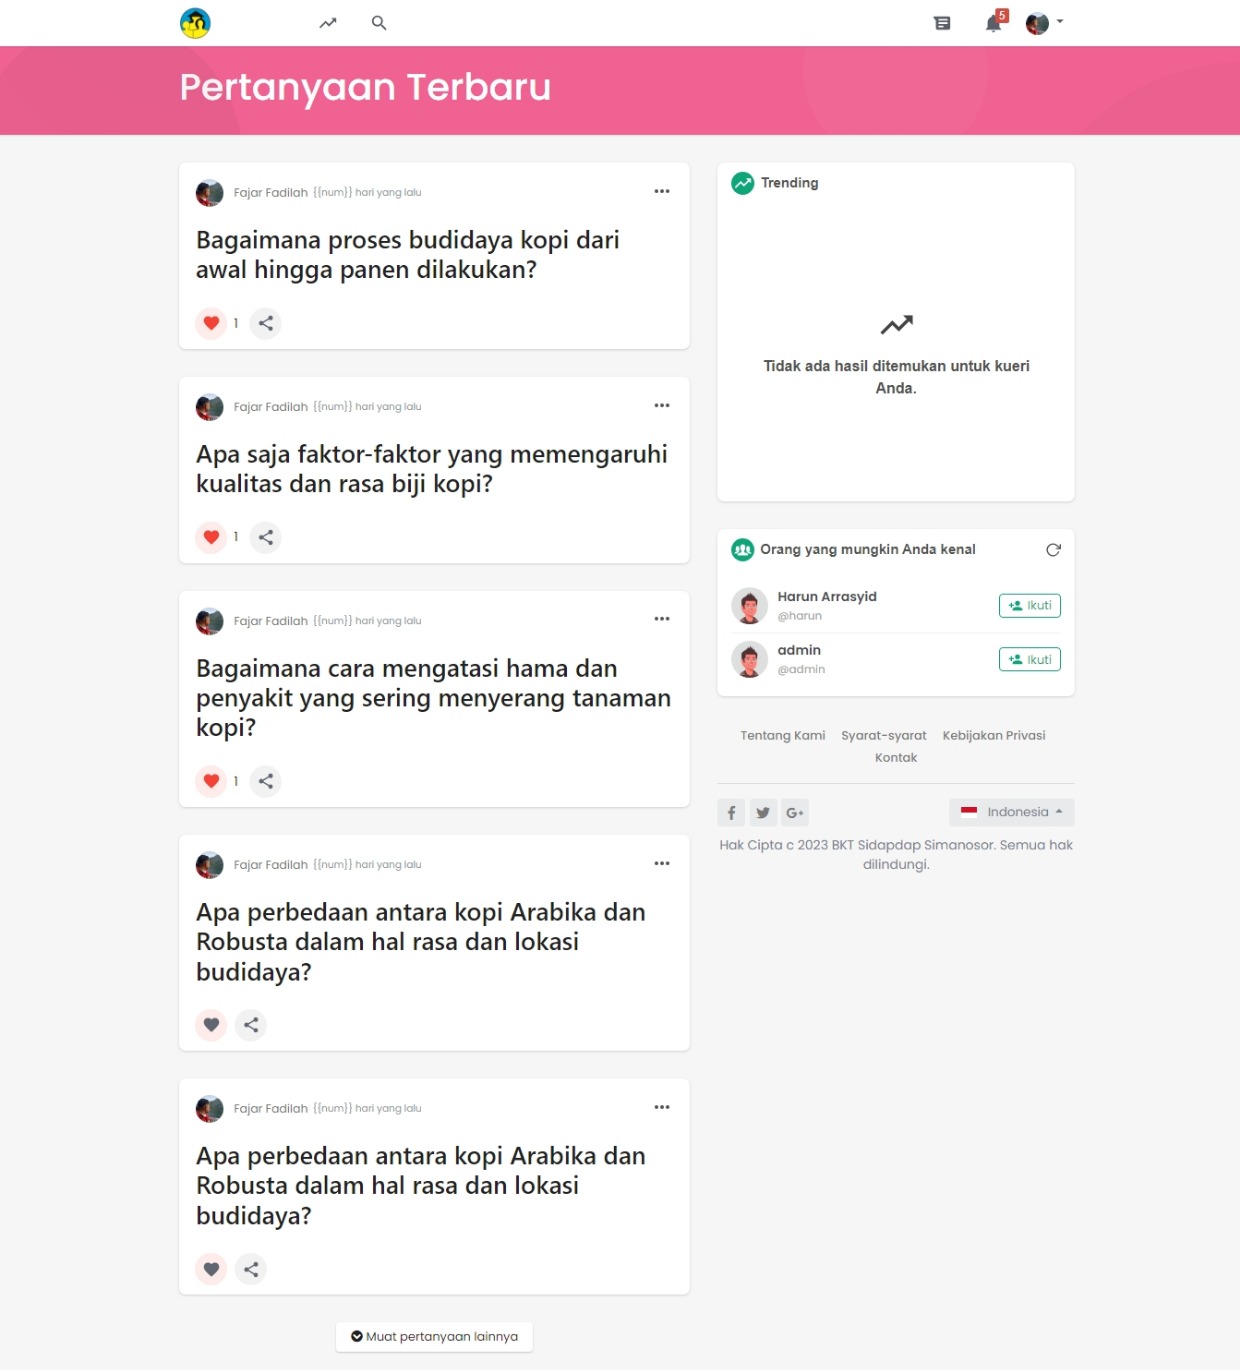 5
Pertanyaan Terbaru
Fajar Fadilah {{num}} hari yang lalu
Bagaimana proses budidaya kopi dari
awal hingga panen dilakukan?
1
Fajar Fadilah {{num}} hari yang lalu
Apa saja faktor-faktor yang memengaruhi
kualitas dan rasa biji kopi?
1
Fajar Fadilah {{num}} hari yang lalu
Bagaimana cara mengatasi hama dan
penyakit yang sering menyerang tanaman
kopi?
1
Fajar Fadilah {{num}} hari yang lalu
Apa perbedaan antara kopi Arabika dan
Robusta dalam hal rasa dan lokasi
budidaya?
Fajar Fadilah {{num}} hari yang lalu
Apa perbedaan antara kopi Arabika dan
Robusta dalam hal rasa dan lokasi
budidaya?
Muat pertanyaan lainnya
Trending
Tidak ada hasil ditemukan untuk kueri
Anda.
Orang yang mungkin Anda kenal
Harun Arrasyid
@harun
Ikuti
admin
@admin
Ikuti
Tentang Kami Syarat-syarat Kebijakan Privasi
Kontak
Indonesia
Hak Cipta c 2023 BKT Sidapdap Simanosor. Semua hak
dilindungi.